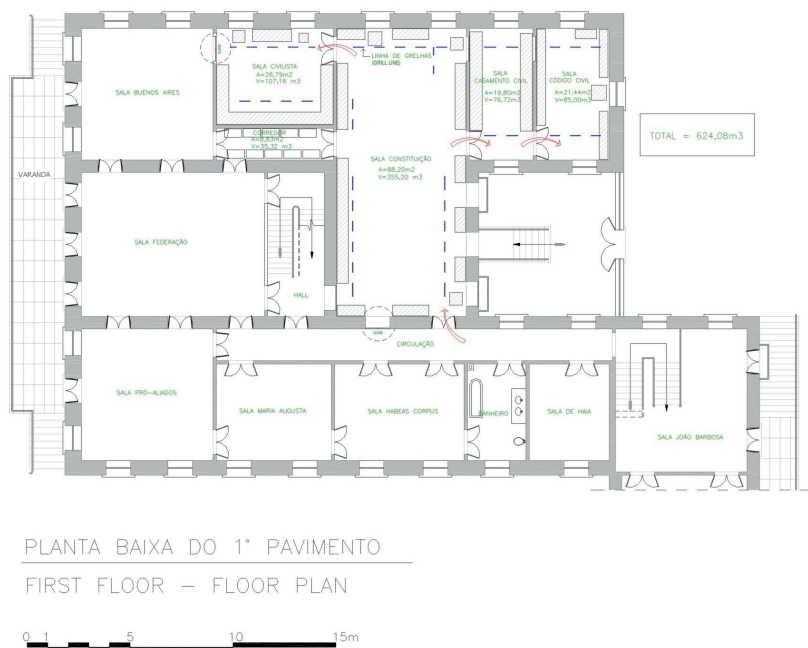 SALA BUENOS AIRES
SALA CIVILISTA
A=26,79m2
V=107,16 m3
LINHA DE GRELHAS
(GRILL LINE)
SALA
CASAMENTO CIVIL
A=19,80m2
V=76,72m3
SALA
CÓDIGO CIVIL
A=21,44m2
V=85,00m3
TOTAL = 624,08m3
CORREDOR
A=8,83m2
V=35,32 m3
SALA CONSTITUIÇÃO
A=88,20m2
V=355,20 m3
VARANDA
SALA FEDERAÇÃO
HALL
CIRCULAÇÃO
SALA PRÓ-ALIADOS
SALA MARIA AUGUSTA
SALA HABEAS CORPUS
BANHEIRO
SALA DE HAIA
SALA JOÃO BARBOSA
PLANTA BAIXA DO 1° PAVIMENTO
FIRST FLOOR - FLOOR PLAN
0 1 5 10 15m